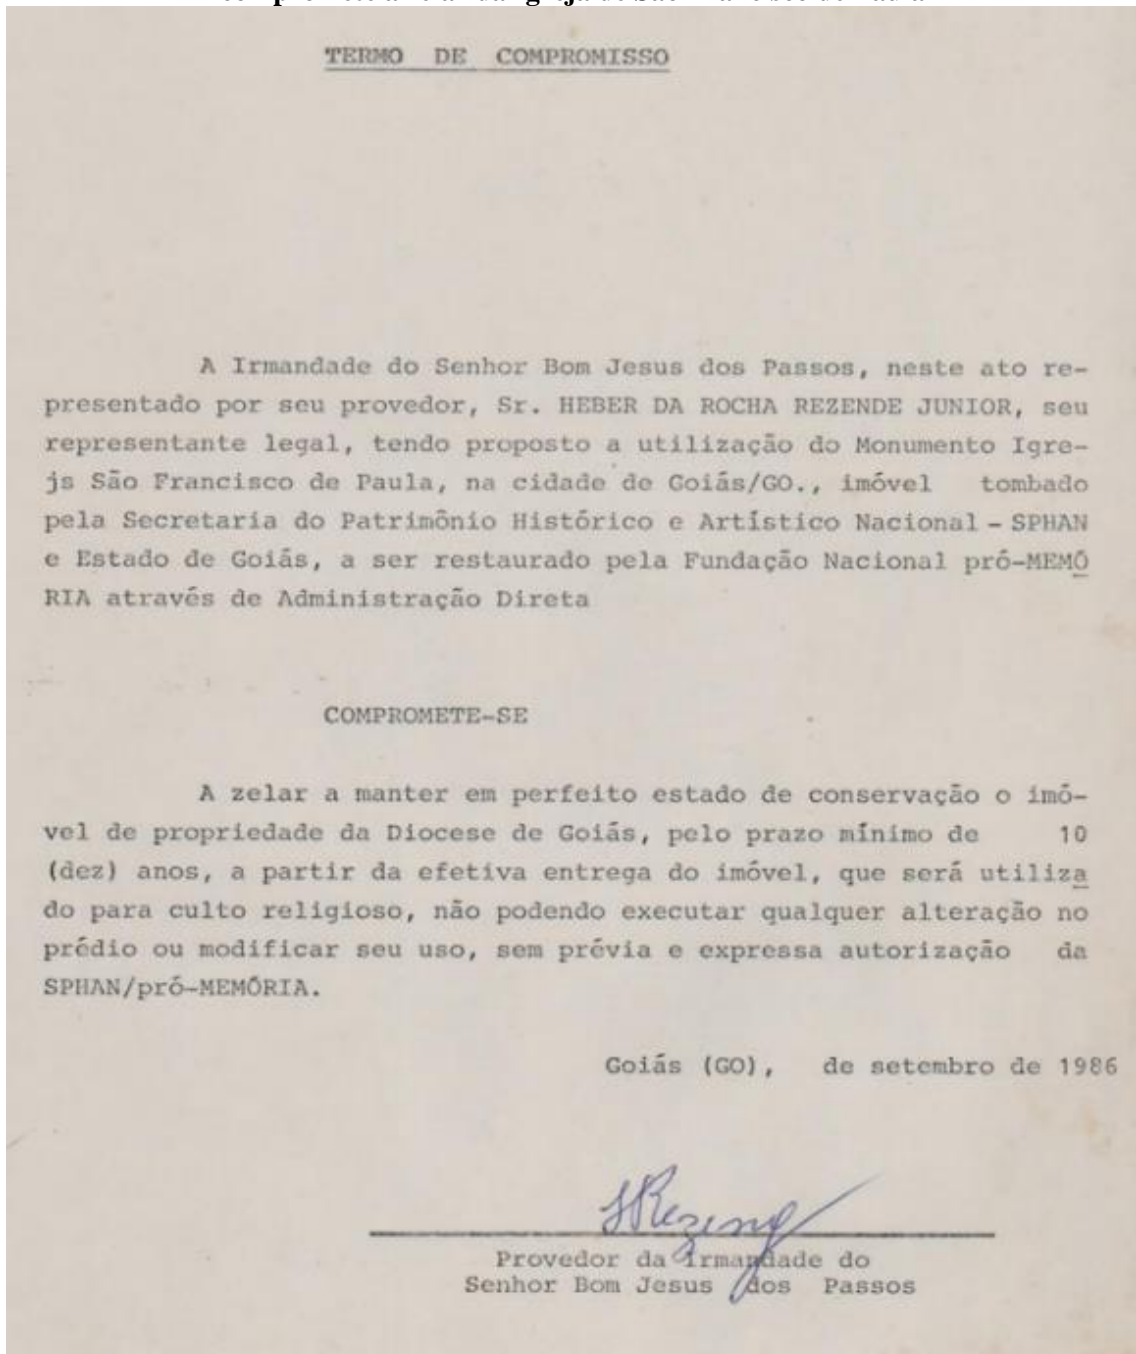 TERMO DE COMPROMISSO
A Irmandade do Senhor Bom Jesus dos Passos, neste ato re-
presentado por seu provedor, Sr. HEBER DA ROCHA REZENDE JUNIOR, seu
representante legal, tendo proposto a utilização do Monumento Igre-
js São Francisco de Paula, na cidade de Goiás/GO., imóvel tombado
pela Secretaria do Patrimônio Histórico e Artístico Nacional - SPHAN
e Estado de Goiás, a ser restaurado pela Fundação Nacional pró-MEMÓ
RIA através de Administração Direta
COMPROMETE-SE
A zelar a manter em perfeito estado de conservação o imó-
vel de propriedade da Diocese de Goiás, pelo prazo mínimo de 10
(dez) anos, a partir da efetiva entrega do imóvel, que será utiliza
do para culto religioso, não podendo executar qualquer alteração no
prédio ou modificar seu uso, sem prévia e expressa autorização da
SPHAN/pró-MEMÓRIA.
Goiás (GO), de setembro de 1986
Provedor da Irmandade do
Senhor Bom Jesus dos Passos